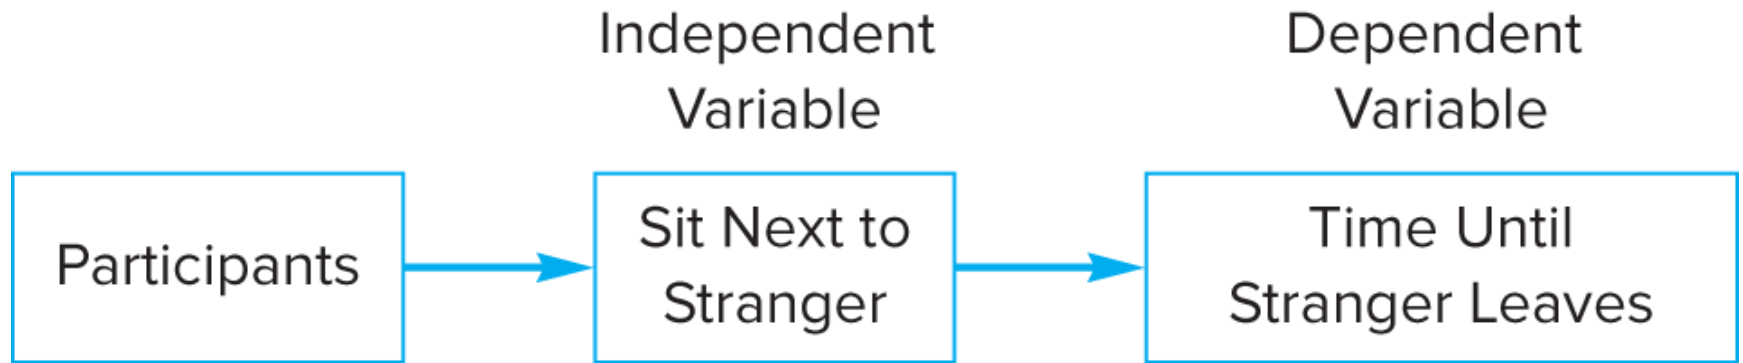 Independent
Variable
Dependent
Variable
Participants
Sit Next to
Stranger
Time Until
Stranger Leaves